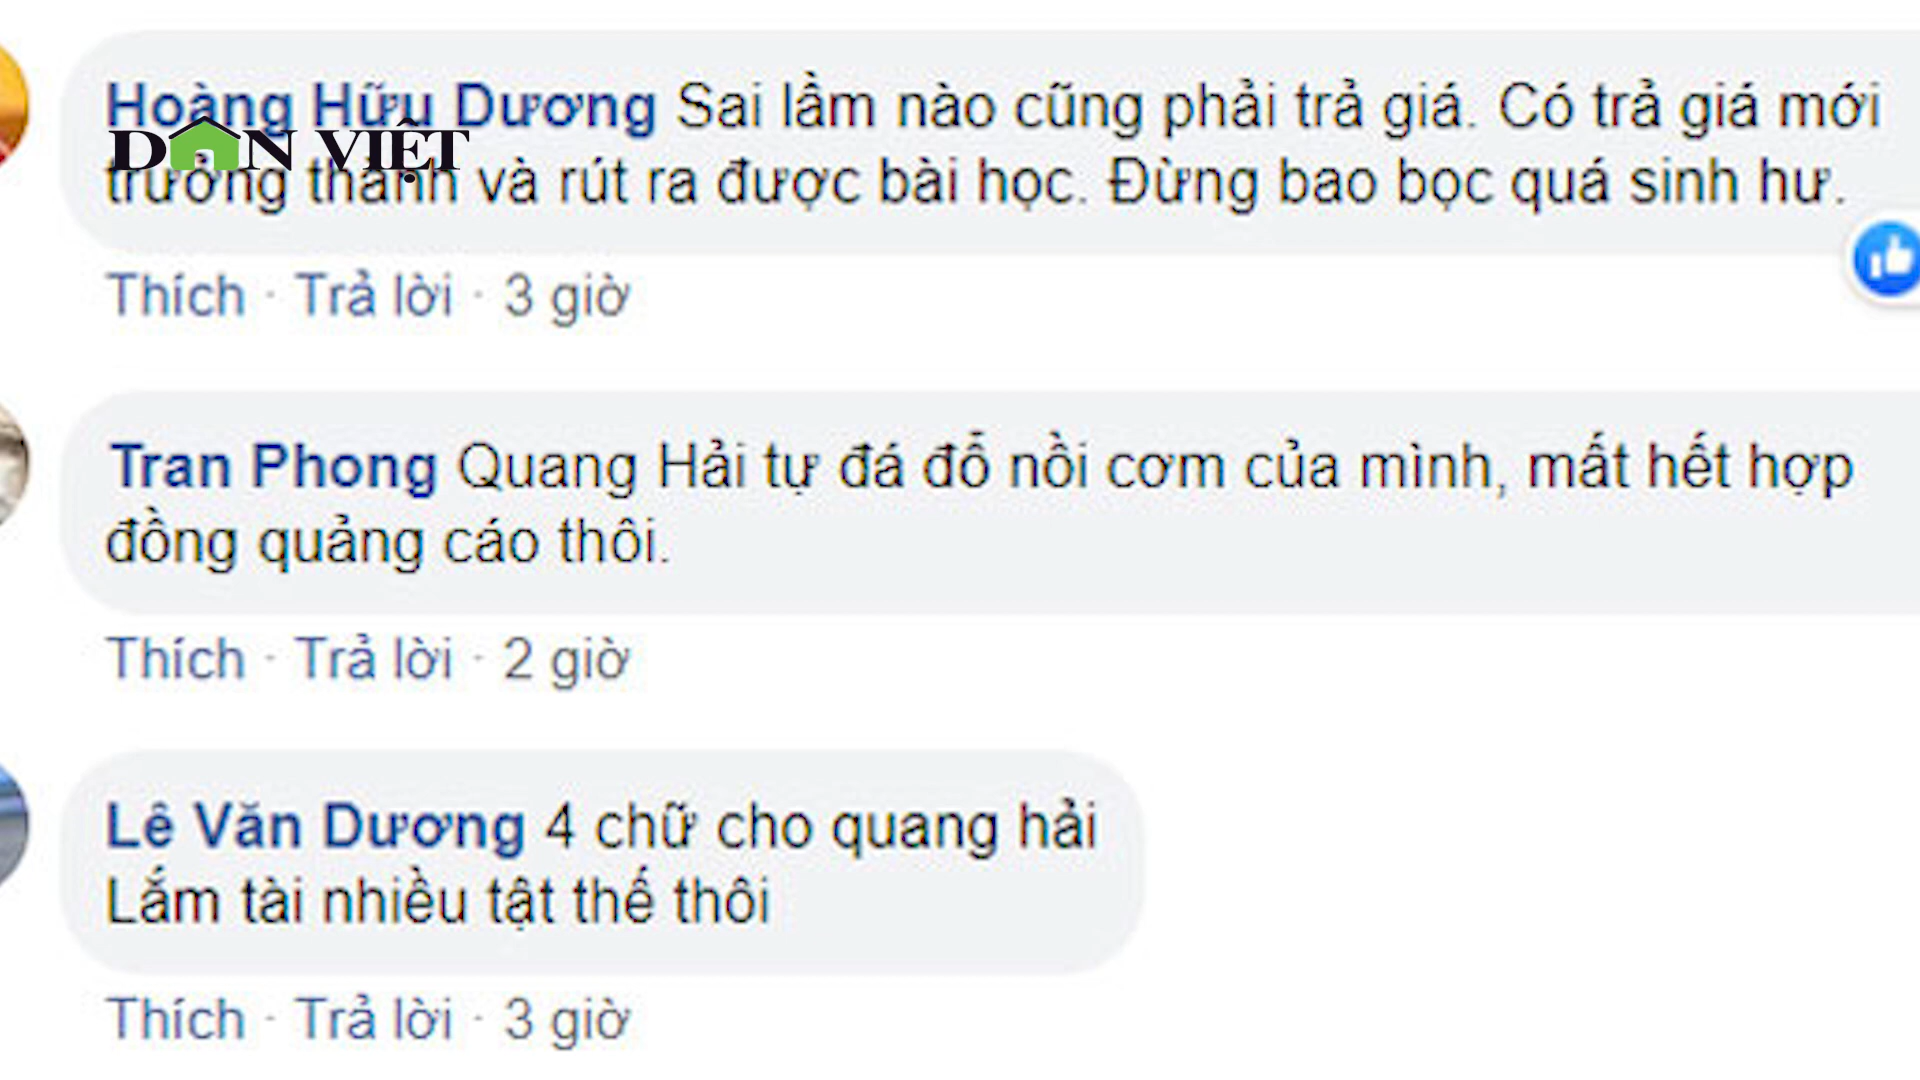 Hoàng Hữu Dương Sai lầm nào cũng phải trả giá. Có trả giá mới
DÂN VIỆT
trưởng thành và rút ra được bài học. Đừng bao bọc quá sinh hư.
Thích · Trả lời · 3 giờ
Tran Phong Quang Hải tự đá đổ nồi cơm của mình, mất hết hợp
đồng quảng cáo thôi.
Thích · Trả lời · 2 giờ
Lê Văn Dương 4 chữ cho quang hải
Lắm tài nhiều tật thế thôi
Thích · Trả lời · 3 giờ